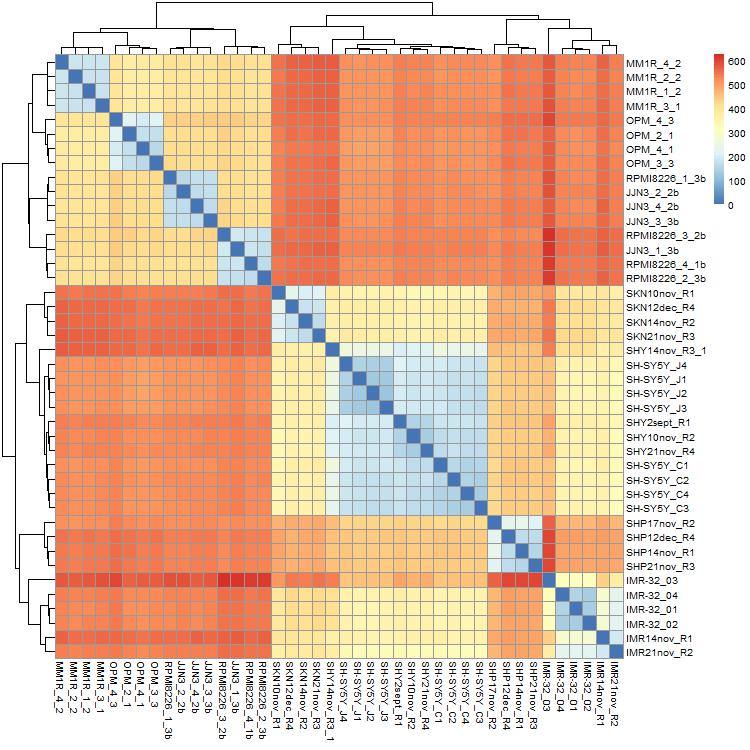 600
500
400
300
200
100
0
MM1R_4_2
MM1R_2_2
MM1R_1_2
MM1R_3_1
OPM_4_3
OPM_2_1
OPM_4_1
OPM_3_3
RPMI8226_1_3b
JJN3_2_2b
JJN3_4_2b
JJN3_3_3b
RPMI8226_3_2b
JJN3_1_3b
RPMI8226_4_1b
RPMI8226_2_3b
SKN10nov_R1
SKN12dec_R4
SKN14nov_R2
SKN21nov_R3
SHY14nov_R3_1
SH-SY5Y_J4
SH-SY5Y_J1
SH-SY5Y_J2
SH-SY5Y_J3
SHY2sept_R1
SHY10nov_R2
SHY21nov_R4
SH-SY5Y_C1
SH-SY5Y_C2
SH-SY5Y_C4
SH-SY5Y_C3
SHP17nov_R2
SHP12dec_R4
SHP14nov_R1
SHP21nov_R3
IMR-32_03
IMR-32_04
IMR-32_01
IMR-32_02
IMR14nov_R1
IMR21nov_R2
MM1R_4_2
MM1R_2_2
MM1R_1_2
MM1R_3_1
OPM_4_3
OPM_2_1
OPM_4_1
OPM_3_3
RPMI8226_1_3b
JJN3_2_2b
JJN3_4_2b
JJN3_3_3b
RPMI8226_3_2b
JJN3_1_3b
RPMI8226_4_1b
RPMI8226_2_3b
SKN10nov_R1
SKN12dec_R4
SKN14nov_R2
SKN21nov_R3
SHY14nov_R3_1
SH-SY5Y_J4
SH-SY5Y_J1
SH-SY5Y_J2
SH-SY5Y_J3
SHY2sept_R1
SHY10nov_R2
SHY21nov_R4
SH-SY5Y_C1
SH-SY5Y_C2
SH-SY5Y_C4
SH-SY5Y_C3
SHP17nov_R2
SHP12dec_R4
SHP14nov_R1
SHP21nov_R3
IMR-32_03
IMR-32_04
IMR-32_01
IMR-32_02
IMR14nov_R1
IMR21nov_R2